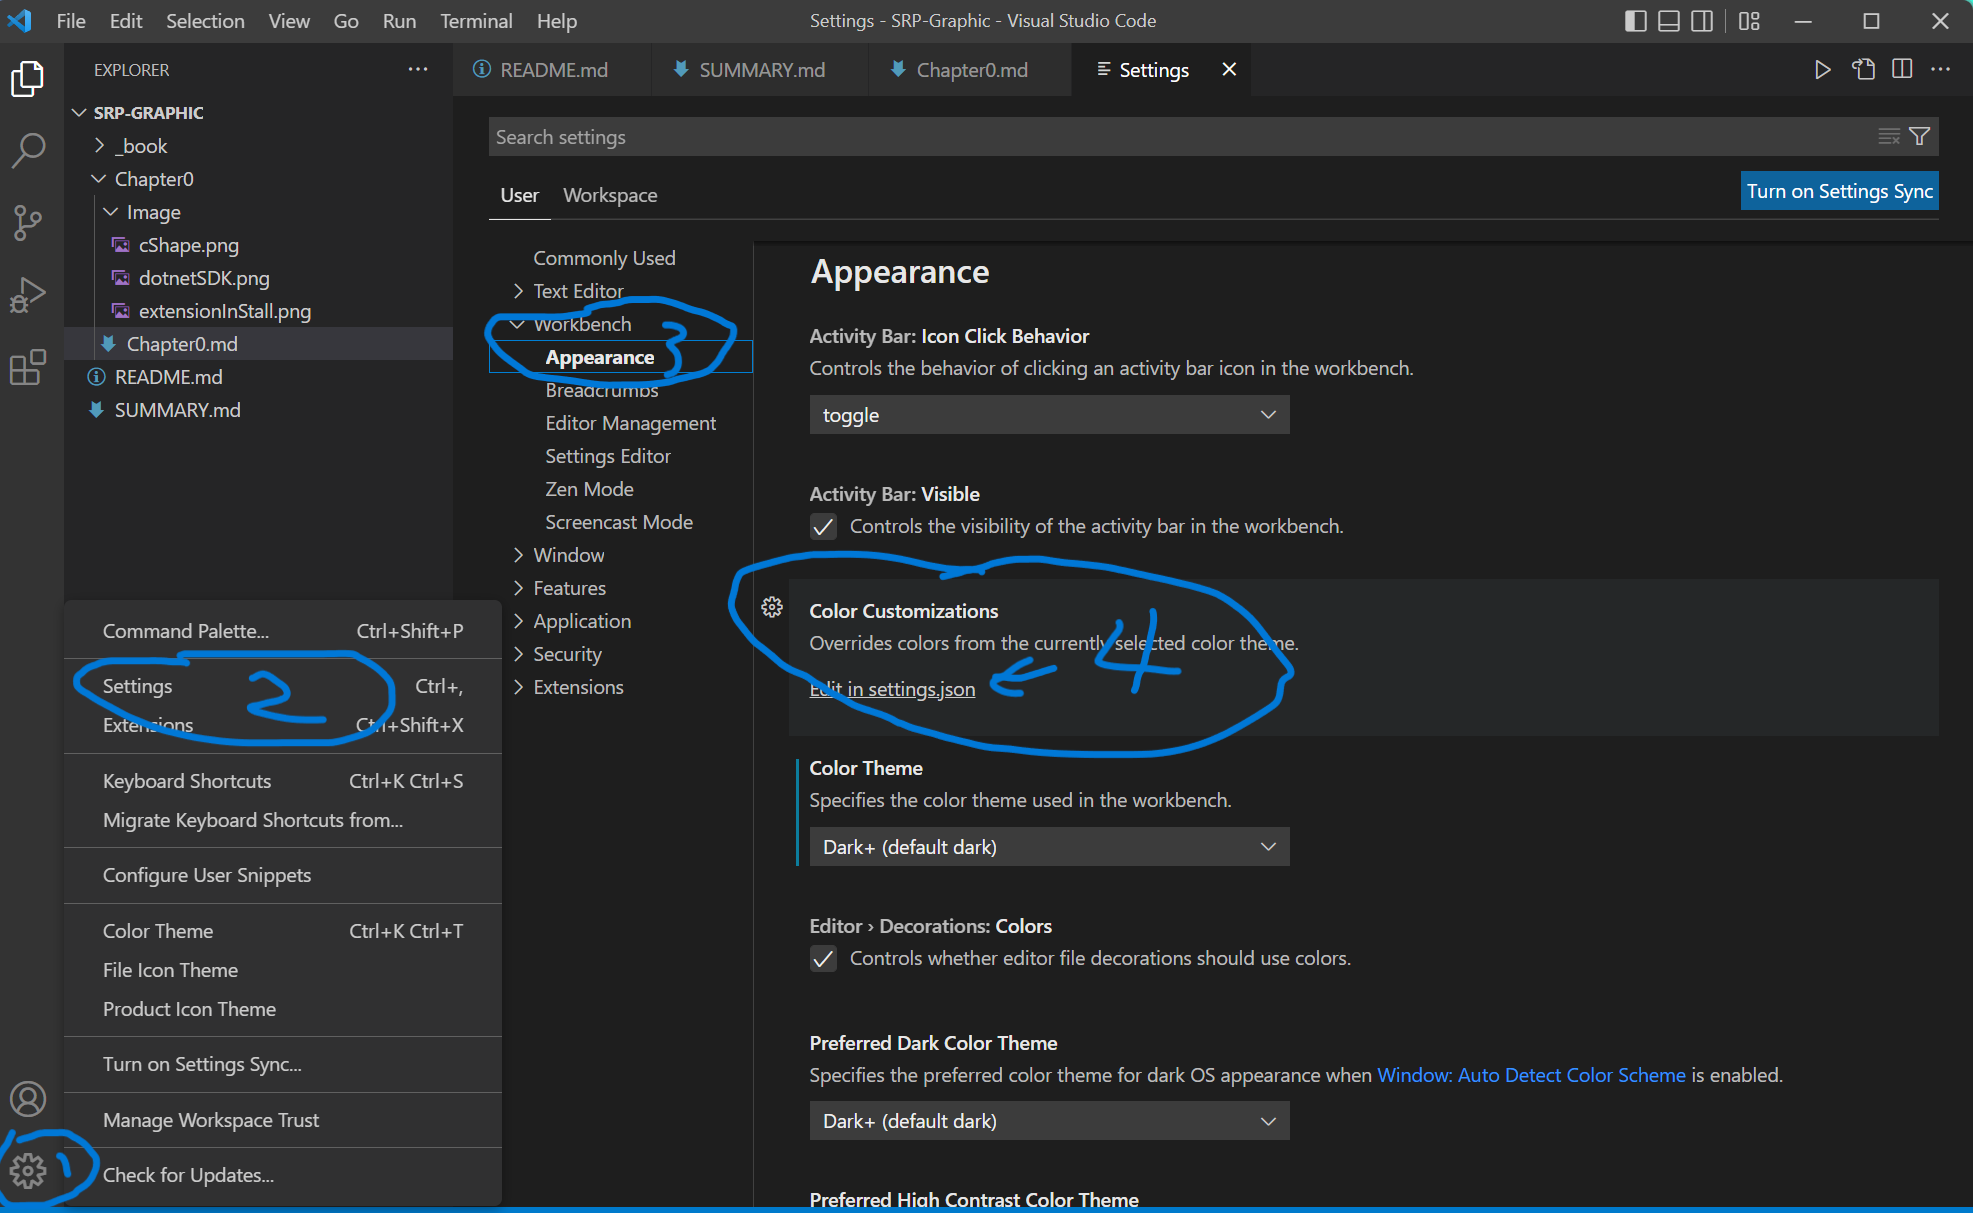 File Edit Selection View Go Run Terminal Help
Settings - SRP-Graphic - Visual Studio Code
EXPLORER
SRP-GRAPHIC
_book
Chapter0
Image
cShape.png
dotnetSDK.png
extensionInStall.png
Chapter0.md
README.md
SUMMARY.md
README.md
SUMMARY.md
Chapter0.md
Settings
Search settings
User Workspace
Turn on Settings Sync
Commonly Used
Text Editor
Workbench
Appearance
3
Breadcrumbs
Editor Management
Settings Editor
Zen Mode
Screencast Mode
Window
Features
Application
Security
Extensions
Appearance
Activity Bar: Icon Click Behavior
Controls the behavior of clicking an activity bar icon in the workbench.
toggle
Activity Bar: Visible
Controls the visibility of the activity bar in the workbench.
Color Customizations
Overrides colors from the currently selected color theme.
Edit in settings.json
4
Color Theme
Specifies the color theme used in the workbench.
Dark+ (default dark)
Editor › Decorations: Colors
Controls whether editor file decorations should use colors.
Preferred Dark Color Theme
Specifies the preferred color theme for dark OS appearance when Window: Auto Detect Color Scheme is enabled.
Dark+ (default dark)
Preferred High Contrast Color Theme
Command Palette... Ctrl+Shift+P
Settings Ctrl+,
2
Extensions Ctrl+Shift+X
Keyboard Shortcuts Ctrl+K Ctrl+S
Migrate Keyboard Shortcuts from...
Configure User Snippets
Color Theme Ctrl+K Ctrl+T
File Icon Theme
Product Icon Theme
Turn on Settings Sync...
Manage Workspace Trust
Check for Updates...
1